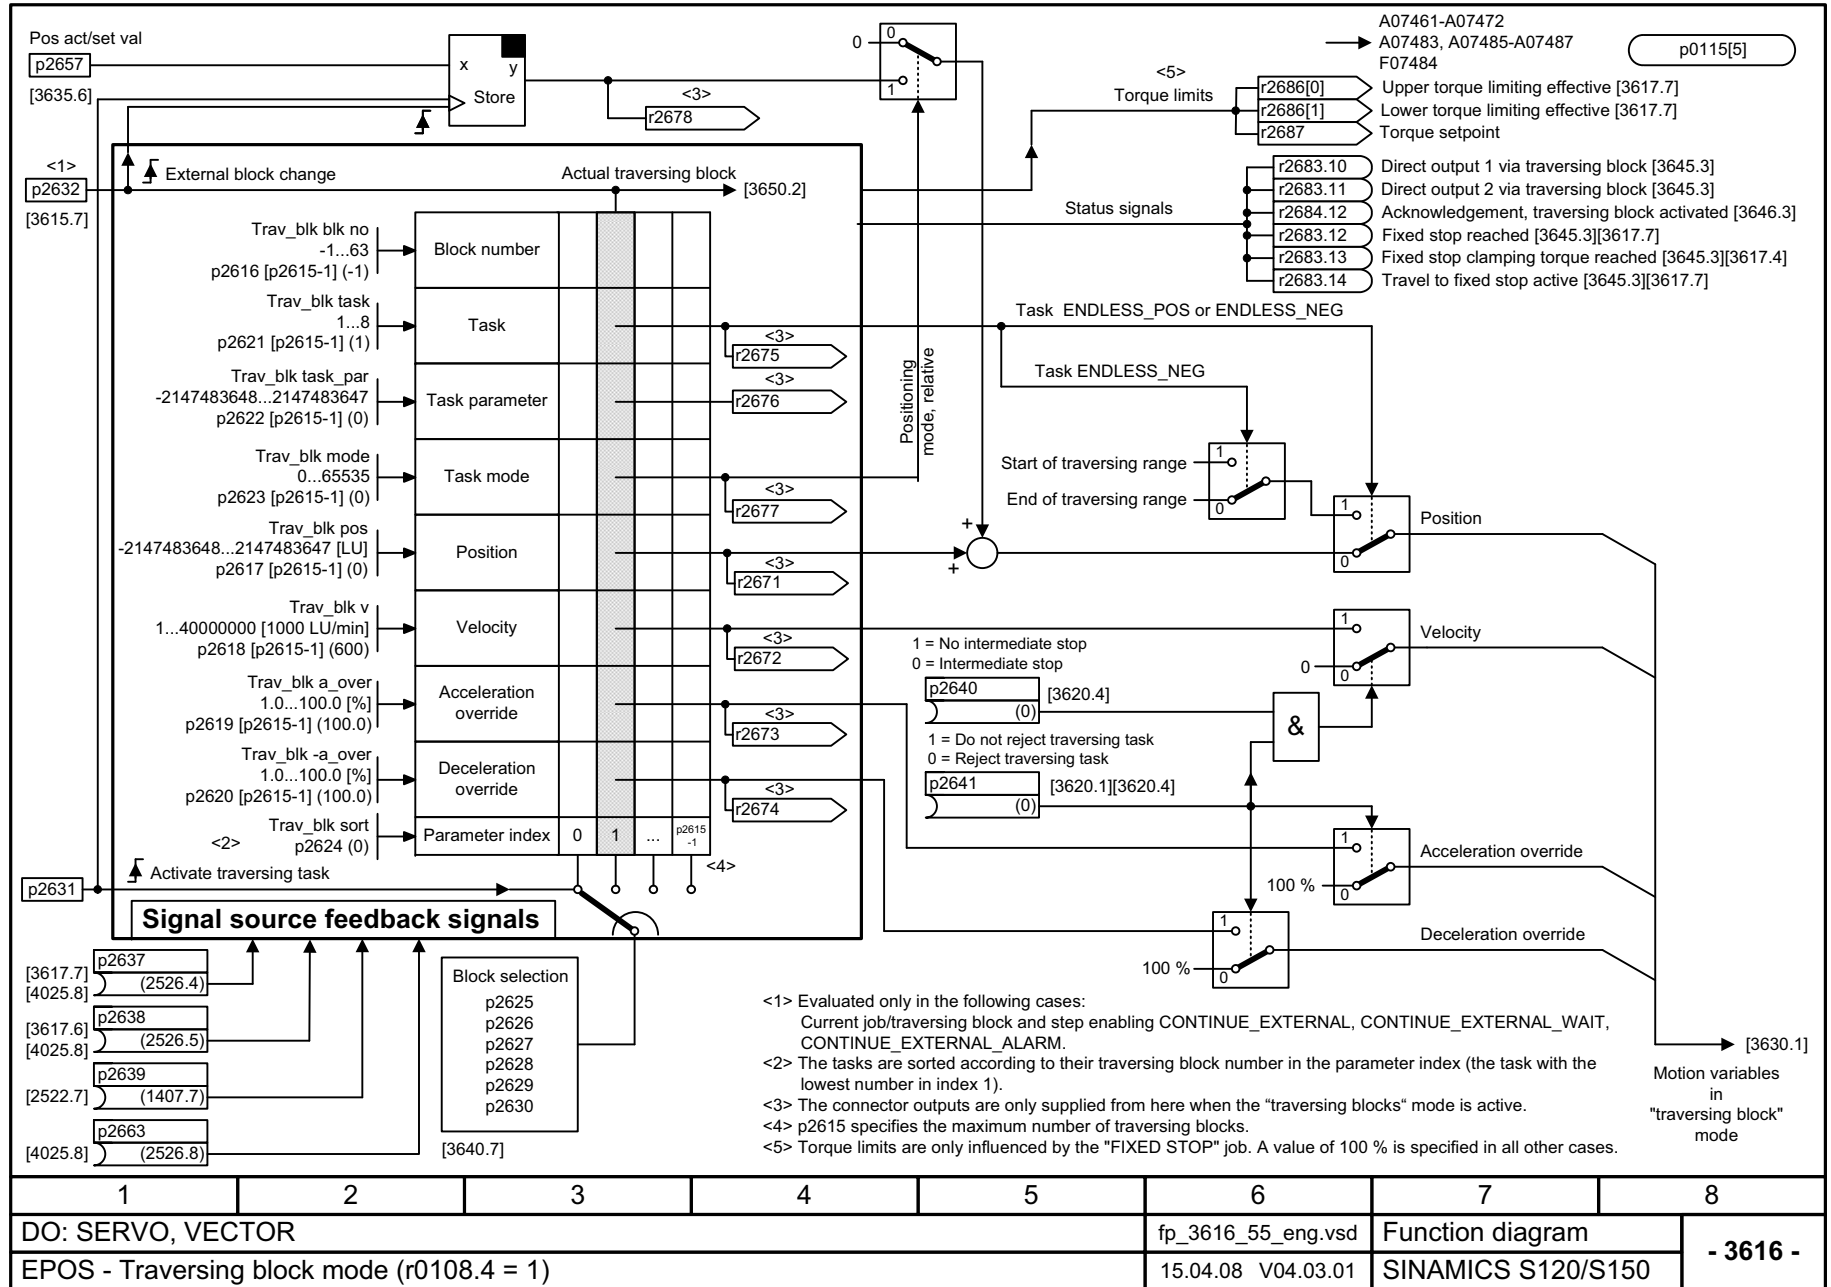 Pos act/set val
p2657
[3635.6]
x
y
Store
<3>
r2678
0
0
1
A07461-A07472
A07483, A07485-A07487
F07484
p0115[5]
<5>
Torque limits
r2686[0]
Upper torque limiting effective [3617.7]
r2686[1]
Lower torque limiting effective [3617.7]
r2687
Torque setpoint
<1>
p2632
[3615.7]
External block change
Actual traversing block
[3650.2]
Status signals
r2683.10
Direct output 1 via traversing block [3645.3]
r2683.11
Direct output 2 via traversing block [3645.3]
r2684.12
Acknowledgement, traversing block activated [3646.3]
r2683.12
Fixed stop reached [3645.3][3617.7]
r2683.13
Fixed stop clamping torque reached [3645.3][3617.4]
r2683.14
Travel to fixed stop active [3645.3][3617.7]
Trav_blk blk no
-1...63
p2616 [p2615-1] (-1)
Block number
Trav_blk task
1...8
p2621 [p2615-1] (1)
Task
<3>
r2675
Task ENDLESS_POS or ENDLESS_NEG
Task ENDLESS_NEG
Trav_blk task_par
-2147483648...2147483647
p2622 [p2615-1] (0)
Task parameter
<3>
r2676
Positioning
mode, relative
Trav_blk mode
0...65535
p2623 [p2615-1] (0)
Task mode
<3>
r2677
Start of traversing range
End of traversing range
1
0
1
0
Position
Trav_blk pos
-2147483648...2147483647 [LU]
p2617 [p2615-1] (0)
Position
<3>
r2671
+
+
Trav_blk v
1...40000000 [1000 LU/min]
p2618 [p2615-1] (600)
Velocity
<3>
r2672
1
0
0
Velocity
1 = No intermediate stop
0 = Intermediate stop
p2640
(0)
[3620.4]
&
Trav_blk a_over
1.0...100.0 [%]
p2619 [p2615-1] (100.0)
Acceleration
override
<3>
r2673
1 = Do not reject traversing task
0 = Reject traversing task
p2641
(0)
[3620.1][3620.4]
Trav_blk -a_over
1.0...100.0 [%]
p2620 [p2615-1] (100.0)
Deceleration
override
<3>
r2674
1
100 %
0
Acceleration override
<2>
Trav_blk sort
p2624 (0)
Parameter index
0
1
...
p2615
-1
<4>
Activate traversing task
p2631
Signal source feedback signals
1
100 %
0
Deceleration override
p2637
[3617.7]
[4025.8]
(2526.4)
p2638
[3617.6]
[4025.8]
(2526.5)
p2639
[2522.7]
(1407.7)
p2663
[4025.8]
(2526.8)
Block selection
p2625
p2626
p2627
p2628
p2629
p2630
[3640.7]
<1> Evaluated only in the following cases:
Current job/traversing block and step enabling CONTINUE_EXTERNAL, CONTINUE_EXTERNAL_WAIT,
CONTINUE_EXTERNAL_ALARM.
<2> The tasks are sorted according to their traversing block number in the parameter index (the task with the
lowest number in index 1).
<3> The connector outputs are only supplied from here when the “traversing blocks“ mode is active.
<4> p2615 specifies the maximum number of traversing blocks.
<5> Torque limits are only influenced by the "FIXED STOP" job. A value of 100 % is specified in all other cases.
[3630.1]
Motion variables
in
"traversing block"
mode
1
2
3
4
5
6
7
8
DO: SERVO, VECTOR
fp_3616_55_eng.vsd
Function diagram
- 3616 -
EPOS - Traversing block mode (r0108.4 = 1)
15.04.08 V04.03.01
SINAMICS S120/S150